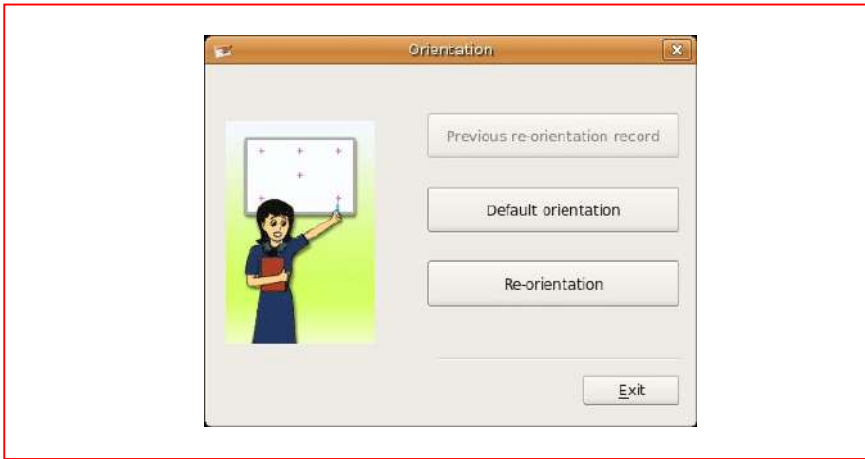 Orientation
Previous re-orientation record
Default orientation
Re-orientation
Exit